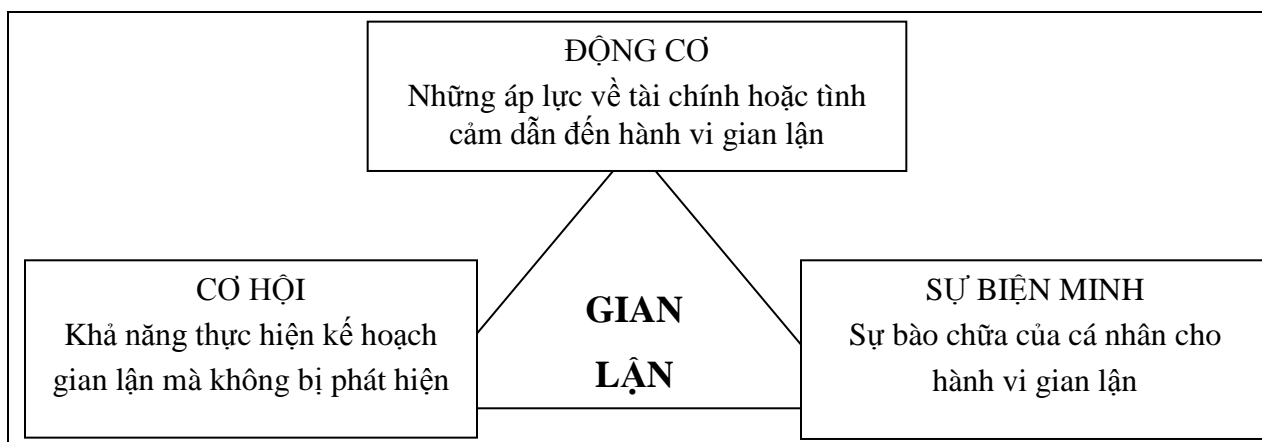 ĐỘNG CƠ
Những áp lực về tài chính hoặc tình
cảm dẫn đến hành vi gian lận
CƠ HỘI
Khả năng thực hiện kế hoạch
gian lận mà không bị phát hiện
GIAN
LẬN
SỰ BIỆN MINH
Sự bào chữa của cá nhân cho
hành vi gian lận